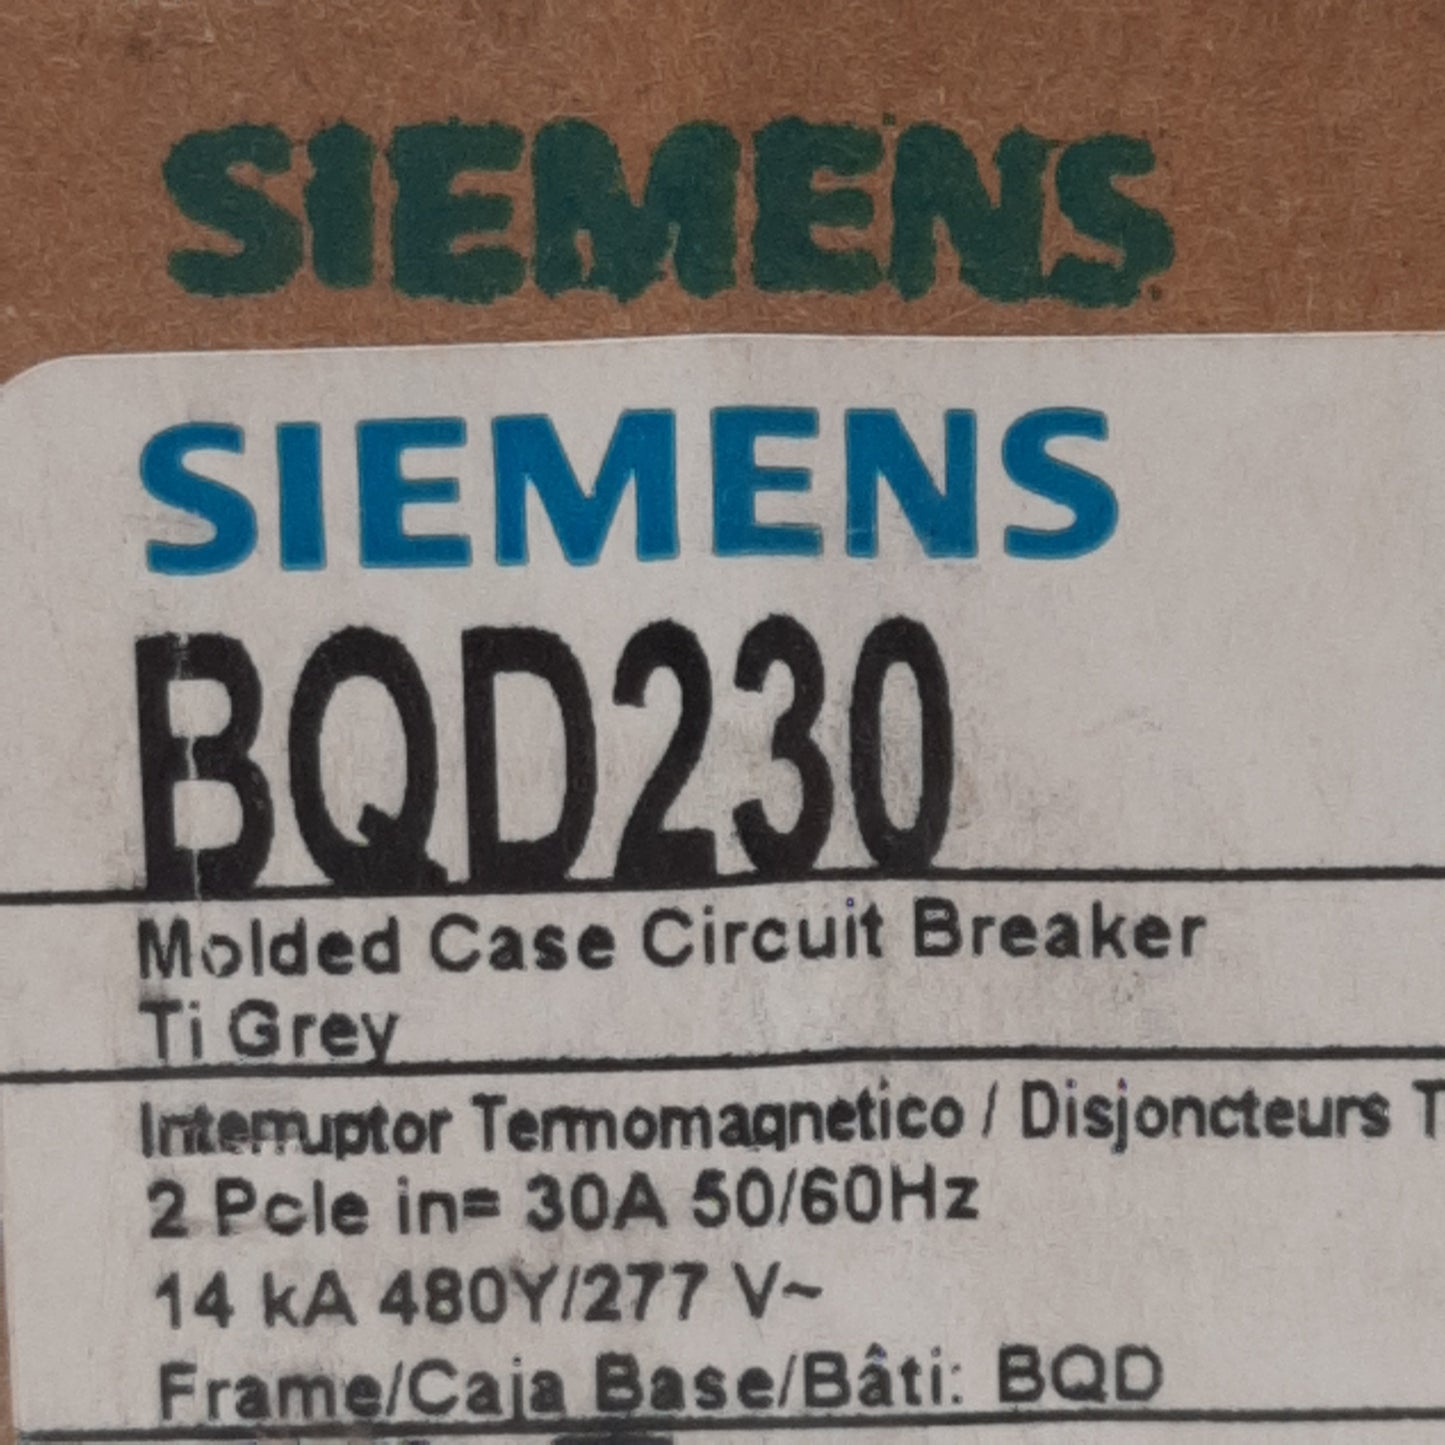 SIEMENS
SIEMENS
BQD230
Molded Case Circuit Breaker
Ti Grey
Interruptor Termomagnetico / Disjoncteurs T
2 Pole in= 30A 50/60Hz
14 kA 480Y/277 V~
Frame/Caja Base/Bâti: BQD